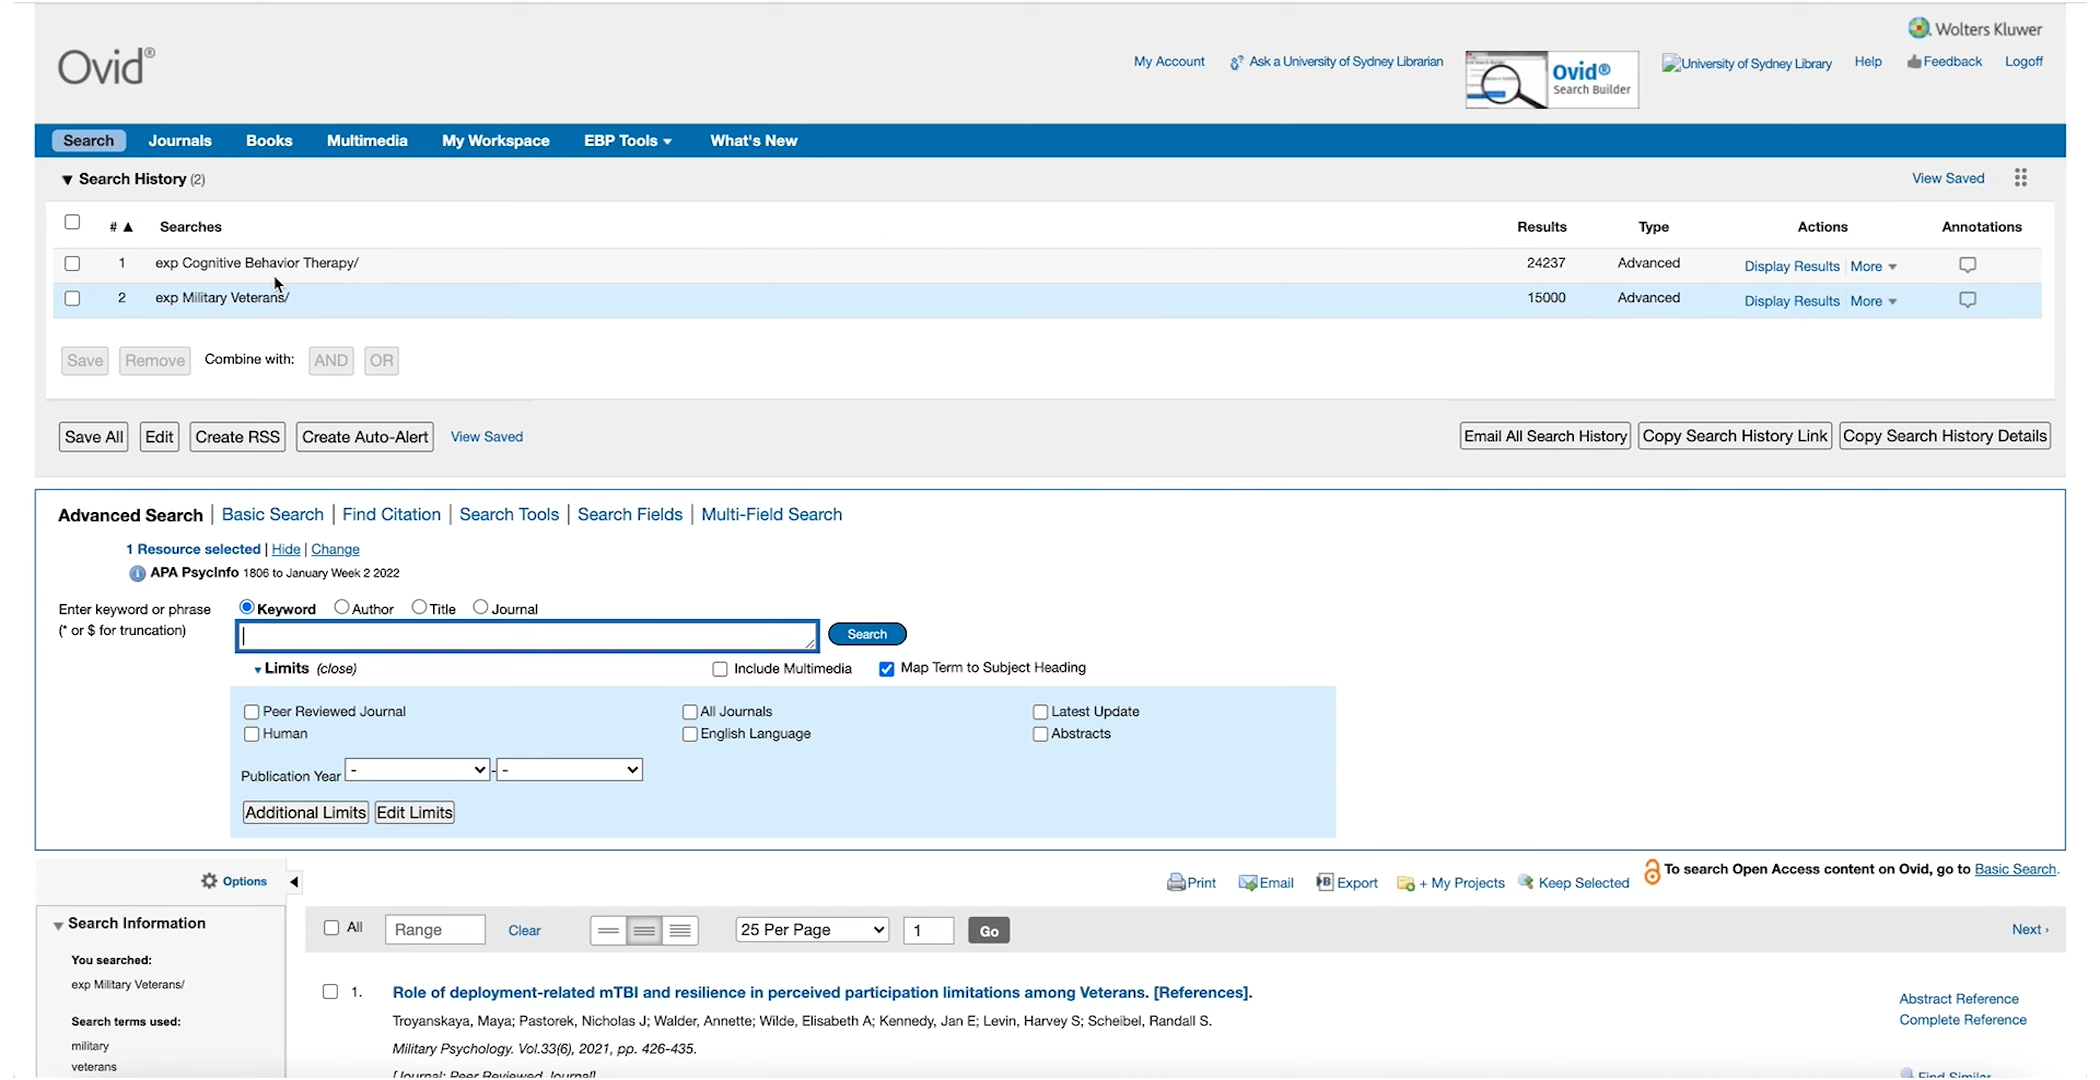 Wolters Kluwer
Ovid®
My Account
Ask a University of Sydney Librarian
Ovid®
Search Builder
University of Sydney Library
Help
Feedback
Logoff
Search
Journals
Books
Multimedia
My Workspace
EBP Tools
What's New
Search History (2)
View Saved
# ▲ Searches Results Type Actions Annotations
1 exp Cognitive Behavior Therapy/ 24237 Advanced Display Results More
2 exp Military Veterans/ 15000 Advanced Display Results More
Save Remove Combine with: AND OR
Save All Edit Create RSS Create Auto-Alert View Saved
Email All Search History Copy Search History Link Copy Search History Details
Advanced Search | Basic Search | Find Citation | Search Tools | Search Fields | Multi-Field Search
1 Resource selected | Hide | Change
APA PsycInfo 1806 to January Week 2 2022
Enter keyword or phrase
(* or $ for truncation)
Keyword Author Title Journal
Search
Limits (close) Include Multimedia Map Term to Subject Heading
Peer Reviewed Journal All Journals Latest Update
Human English Language Abstracts
Publication Year - - -
Additional Limits Edit Limits
Options
Print Email Export + My Projects Keep Selected
To search Open Access content on Ovid, go to Basic Search.
Search Information
You searched:
exp Military Veterans/
Search terms used:
military
veterans
All Range Clear 25 Per Page 1 Go Next ›
1. Role of deployment-related mTBI and resilience in perceived participation limitations among Veterans. [References].
Troyanskaya, Maya; Pastorek, Nicholas J; Walder, Annette; Wilde, Elisabeth A; Kennedy, Jan E; Levin, Harvey S; Scheibel, Randall S.
Military Psychology. Vol.33(6), 2021, pp. 426-435.
[Journal; Peer Reviewed Journal]
Abstract Reference
Complete Reference
Find Similar